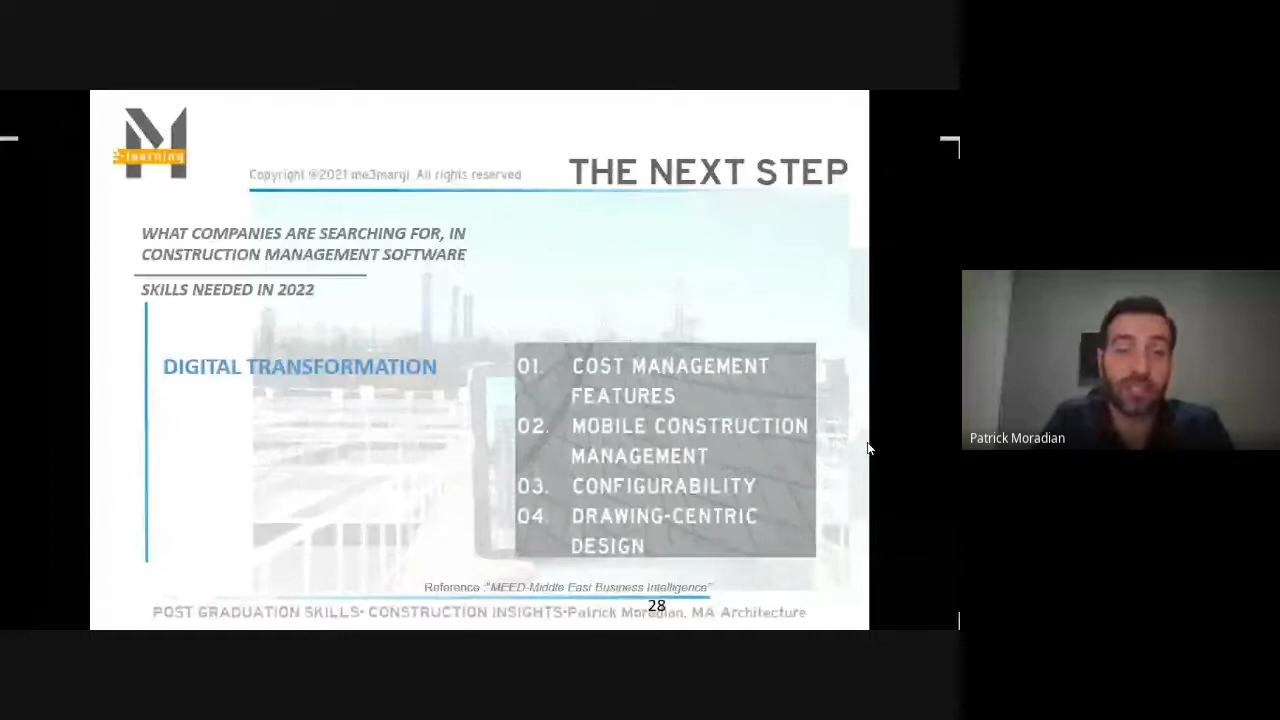 e-learning
Copyright ©2021 me3marji. All rights reserved
THE NEXT STEP
WHAT COMPANIES ARE SEARCHING FOR, IN
CONSTRUCTION MANAGEMENT SOFTWARE
SKILLS NEEDED IN 2022
DIGITAL TRANSFORMATION
01. COST MANAGEMENT
FEATURES
02. MOBILE CONSTRUCTION
MANAGEMENT
03. CONFIGURABILITY
04. DRAWING-CENTRIC
DESIGN
Reference :"MEED-Middle East Business Intelligence"
28
POST GRADUATION SKILLS- CONSTRUCTION INSIGHTS-Patrick Moradian, MA Architecture
Patrick Moradian